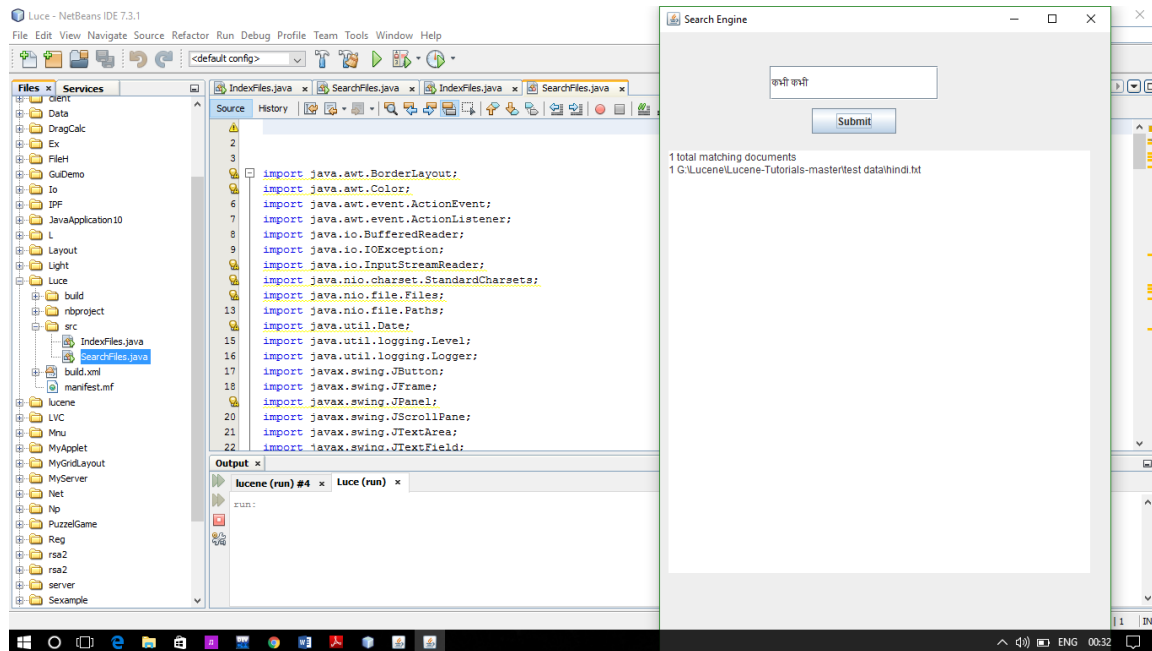 Luce - NetBeans IDE 7.3.1
File Edit View Navigate Source Refactor Run Debug Profile Team Tools Window Help
<default config>
Files × Services
client
Data
DragCalc
Ex
FileH
GuiDemo
Io
IPF
JavaApplication10
L
Layout
Light
Luce
build
nbproject
src
IndexFiles.java
SearchFiles.java
build.xml
manifest.mf
lucene
LVC
Mnu
MyApplet
MyGridLayout
MyServer
Net
Np
PuzzelGame
Reg
rsa2
rsa2
server
Sexample
IndexFiles.java × SearchFiles.java × IndexFiles.java × SearchFiles.java ×
Source History
2
3
import java.awt.BorderLayout;
import java.awt.Color;
6 import java.awt.event.ActionEvent;
7 import java.awt.event.ActionListener;
8 import java.io.BufferedReader;
9 import java.io.IOException;
import java.io.InputStreamReader;
import java.nio.charset.StandardCharsets;
import java.nio.file.Files;
13 import java.nio.file.Paths;
import java.util.Date;
15 import java.util.logging.Level;
16 import java.util.logging.Logger;
17 import javax.swing.JButton;
18 import javax.swing.JFrame;
import javax.swing.JPanel;
20 import javax.swing.JScrollPane;
21 import javax.swing.JTextArea;
22 import javax.swing.JTextField;
Output ×
lucene (run) #4 × Luce (run) ×
run:
Search Engine
कभी कभी
Submit
1 total matching documents
1 G:\Lucene\Lucene-Tutorials-master\test data\hindi.txt
1 IN
ENG 00:32